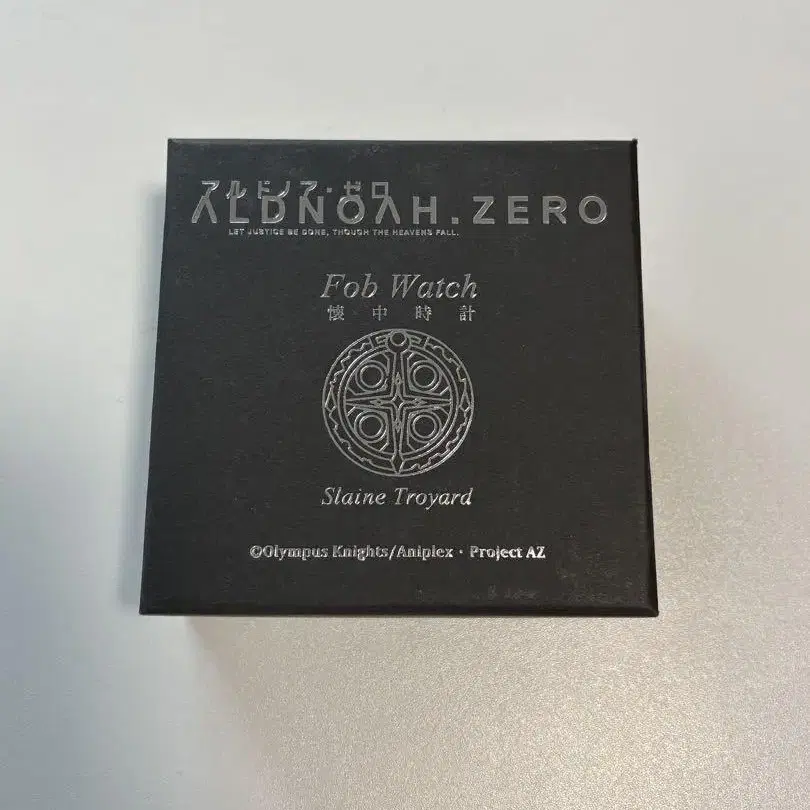 アルドノア・ゼロ
ALDNOAH.ZERO
LET JUSTICE BE DONE, THOUGH THE HEAVENS FALL.
Fob Watch
懐中時計
Slaine Troyard
©Olympus Knights/Aniplex・Project AZ